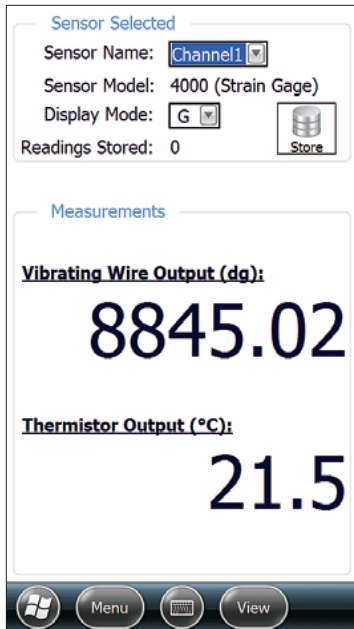 Sensor Selected
Sensor Name: Channel1
Sensor Model: 4000 (Strain Gage)
Display Mode: G
Readings Stored: 0
Store
Measurements
Vibrating Wire Output (dg):
8845.02
Thermistor Output (°C):
21.5
Menu View